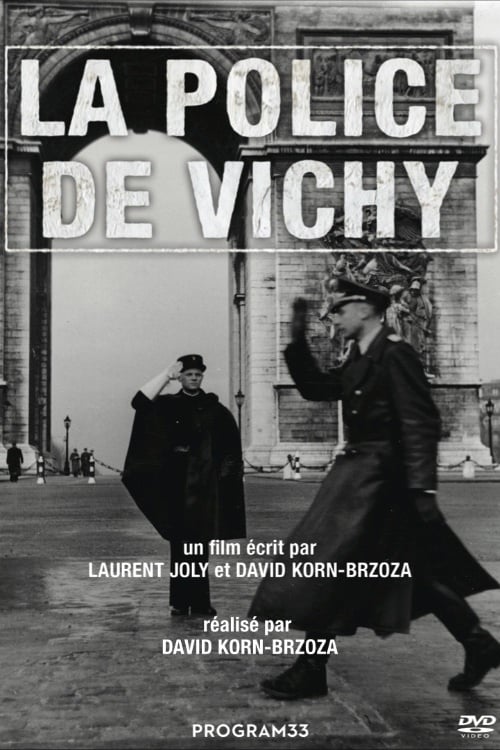 LA POLICE
DE VICHY
un film écrit par
LAURENT JOLY et DAVID KORN-BRZOZA
réalisé par
DAVID KORN-BRZOZA
PROGRAM33
DVD
VIDEO